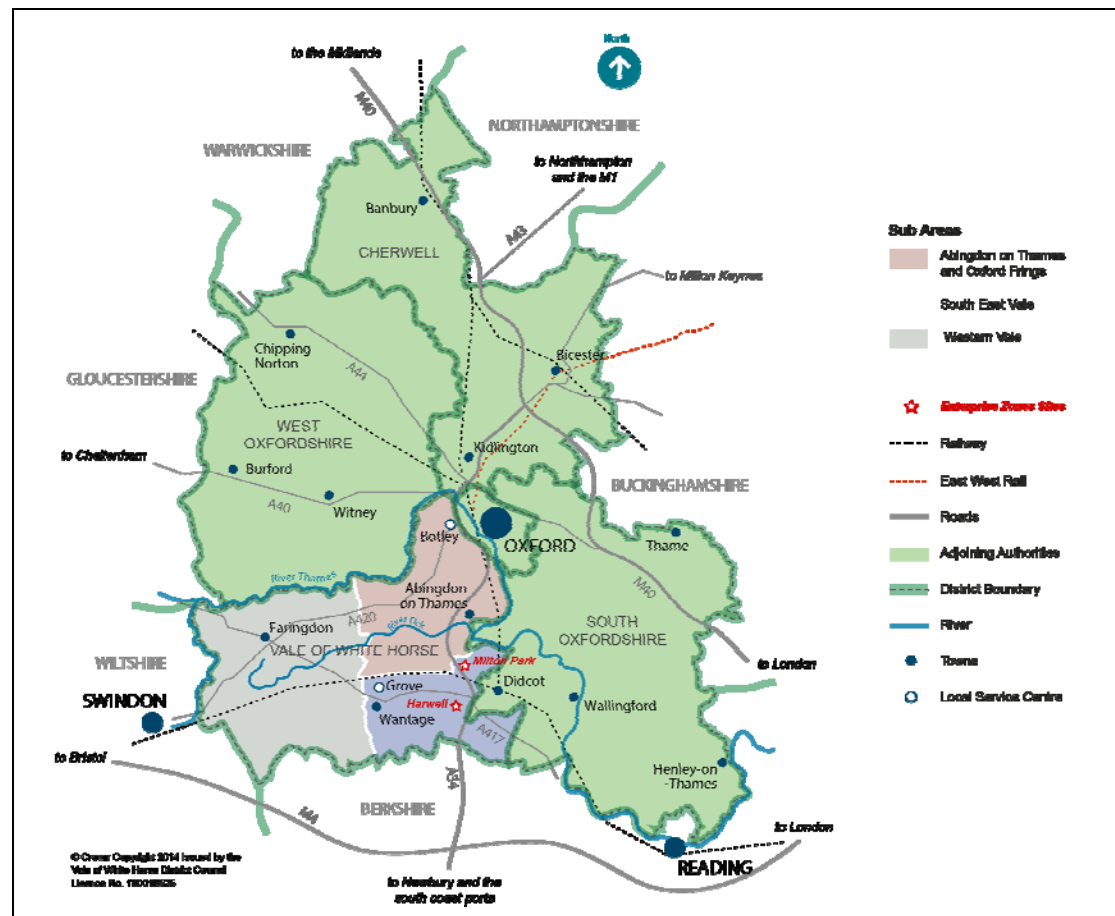 to the Midlands
North
M40
NORTHAMPTONSHIRE
WARWICKSHIRE
to Northampton
and the M1
Banbury
A43
CHERWELL
to Milton Keynes
Chipping
Norton
A44
Bicester
GLOUCESTERSHIRE
WEST
OXFORDSHIRE
Kidlington
to Cheltenham
Burford
A40
Witney
BUCKINGHAMSHIRE
Botley
OXFORD
Thame
River Thames
Abingdon
on Thames
M40
A420
River Ock
Faringdon
SOUTH
OXFORDSHIRE
VALE OF WHITE HORSE
WILTSHIRE
Milton Park
to London
SWINDON
Grove
Didcot
Harwell
Wantage
Wallingford
A417
to Bristol
A34
Henley-on
-Thames
BERKSHIRE
M4
to London
READING
to Newbury and the
south coast ports
Sub Areas
Abingdon on Thames
and Oxford Fringe
South East Vale
Western Vale
Enterprise Zones Sites
Railway
East West Rail
Roads
Adjoining Authorities
District Boundary
River
Towns
Local Service Centre
© Crown Copyright 2014 issued by the
Vale of White Horse District Council
Licence No.